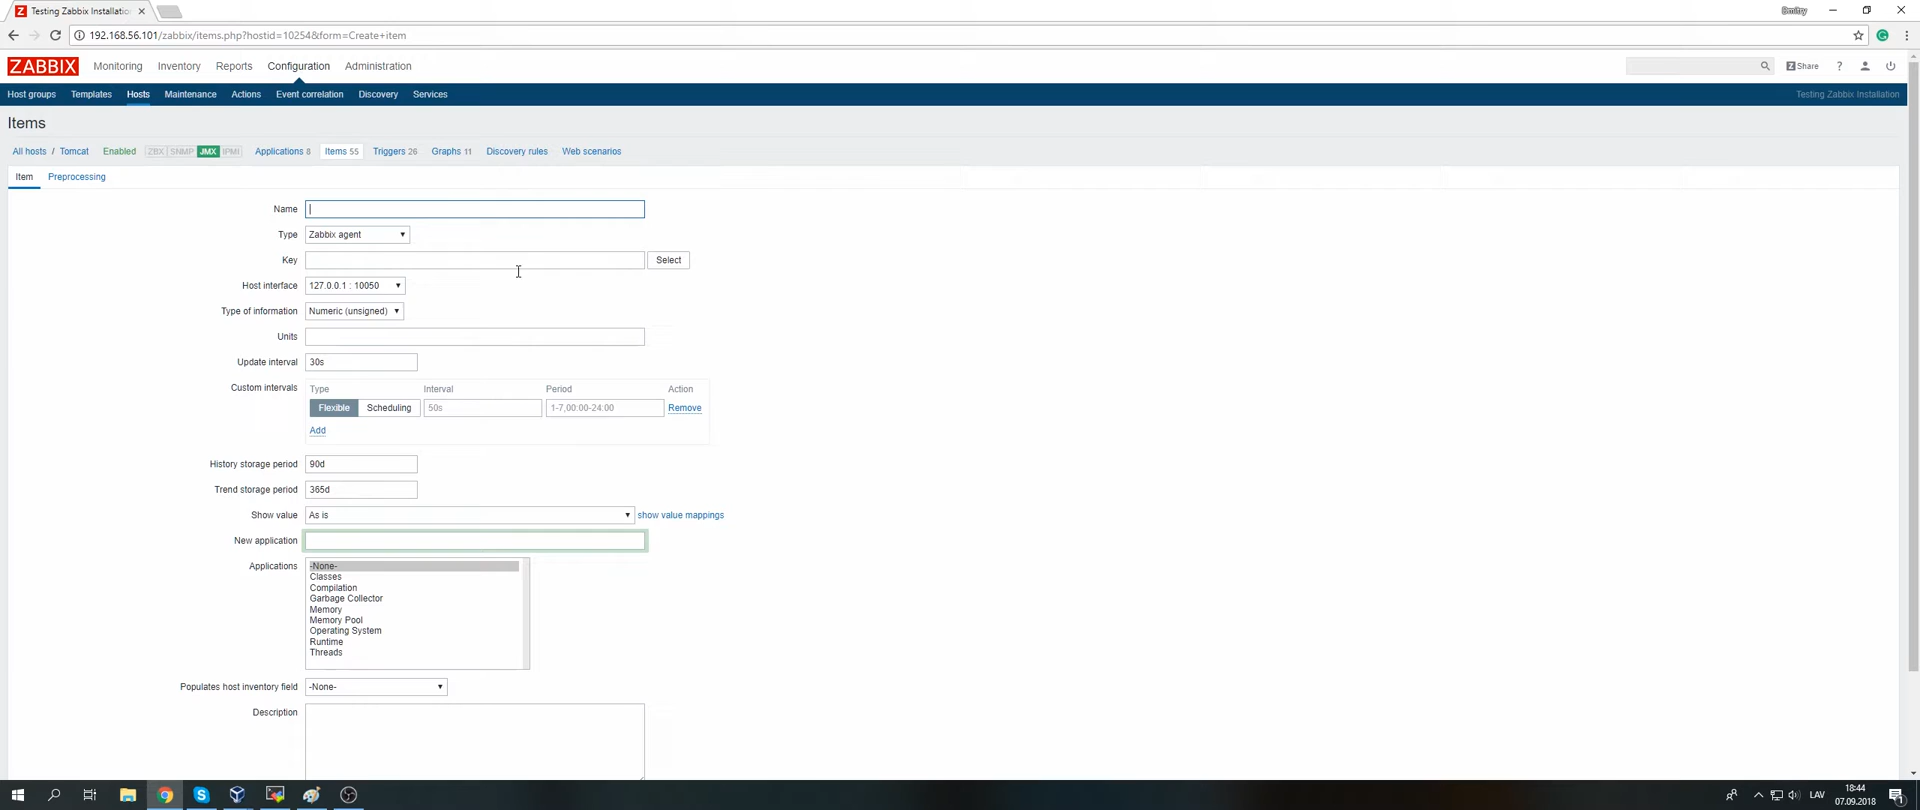 Testing Zabbix Installatio
Dmitry
192.168.56.101/zabbix/items.php?hostid=10254&form=Create+item
ZABBIX Monitoring Inventory Reports Configuration Administration Z Share ?
Host groups Templates Hosts Maintenance Actions Event correlation Discovery Services Testing Zabbix Installation
Items
All hosts / Tomcat Enabled ZBX SNMP JMX IPMI Applications 8 Items 55 Triggers 26 Graphs 11 Discovery rules Web scenarios
Item Preprocessing
Name
Type Zabbix agent
Key Select
Host interface 127.0.0.1 : 10050
Type of information Numeric (unsigned)
Units
Update interval 30s
Custom intervals Type Interval Period Action
Flexible Scheduling 50s 1-7,00:00-24:00 Remove
Add
History storage period 90d
Trend storage period 365d
Show value As is show value mappings
New application
Applications -None-
Classes
Compilation
Garbage Collector
Memory
Memory Pool
Operating System
Runtime
Threads
Populates host inventory field -None-
Description
LAV
18:44
07.09.2018